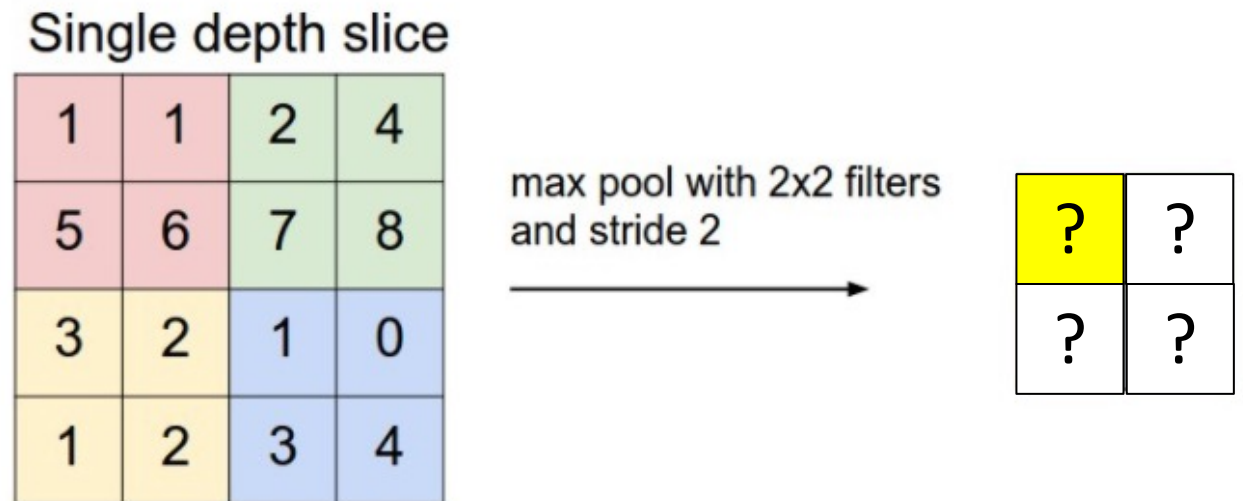 Single depth slice
1 1 2 4
5 6 7 8
3 2 1 0
1 2 3 4
max pool with 2x2 filters
and stride 2
? ?
? ?